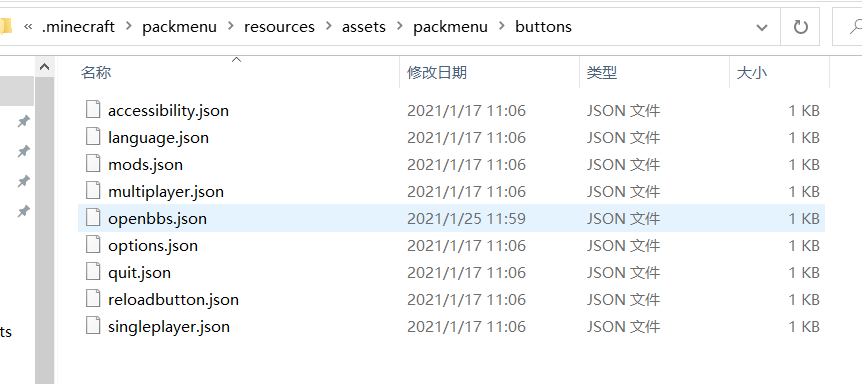 « .minecraft > packmenu > resources > assets > packmenu > buttons
名称 修改日期 类型 大小
accessibility.json 2021/1/17 11:06 JSON 文件 1 KB
language.json 2021/1/17 11:06 JSON 文件 1 KB
mods.json 2021/1/17 11:06 JSON 文件 1 KB
multiplayer.json 2021/1/17 11:06 JSON 文件 1 KB
openbbs.json 2021/1/25 11:59 JSON 文件 1 KB
options.json 2021/1/17 11:06 JSON 文件 1 KB
quit.json 2021/1/17 11:06 JSON 文件 1 KB
reloadbutton.json 2021/1/17 11:06 JSON 文件 1 KB
singleplayer.json 2021/1/17 11:06 JSON 文件 1 KB
ts